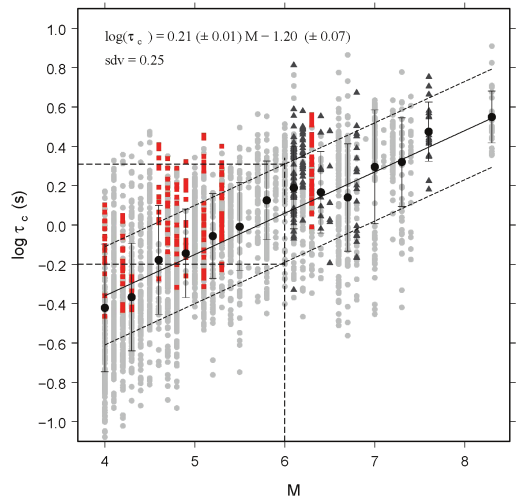 log(τ c ) = 0.21 (± 0.01) M − 1.20 (± 0.07)
sdv = 0.25
1.0
0.8
0.6
0.4
0.2
0.0
−0.2
−0.4
−0.6
−0.8
−1.0
log τ c (s)
4 5 6 7 8
M